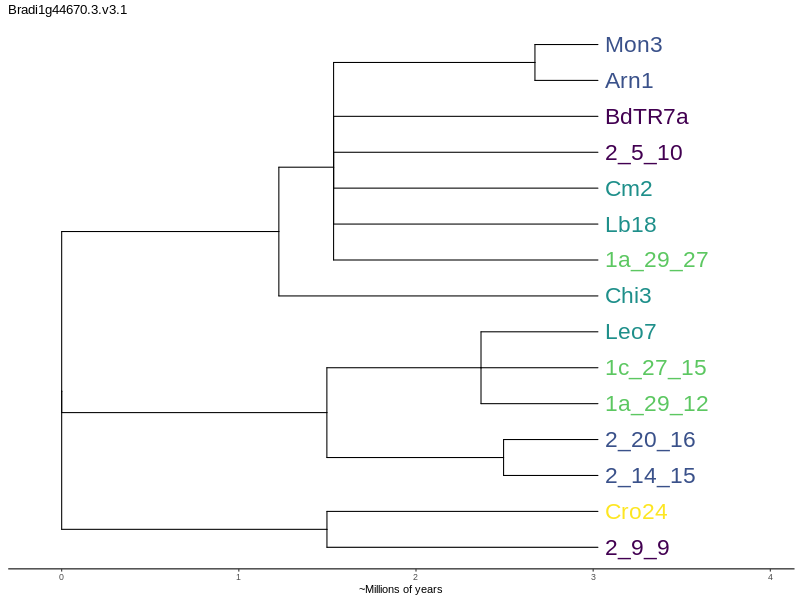 Bradi1g44670.3.v3.1
Mon3
Arn1
BdTR7a
2_5_10
Cm2
Lb18
1a_29_27
Chi3
Leo7
1c_27_15
1a_29_12
2_20_16
2_14_15
Cro24
2_9_9
0 1 2 3 4
~Millions of years